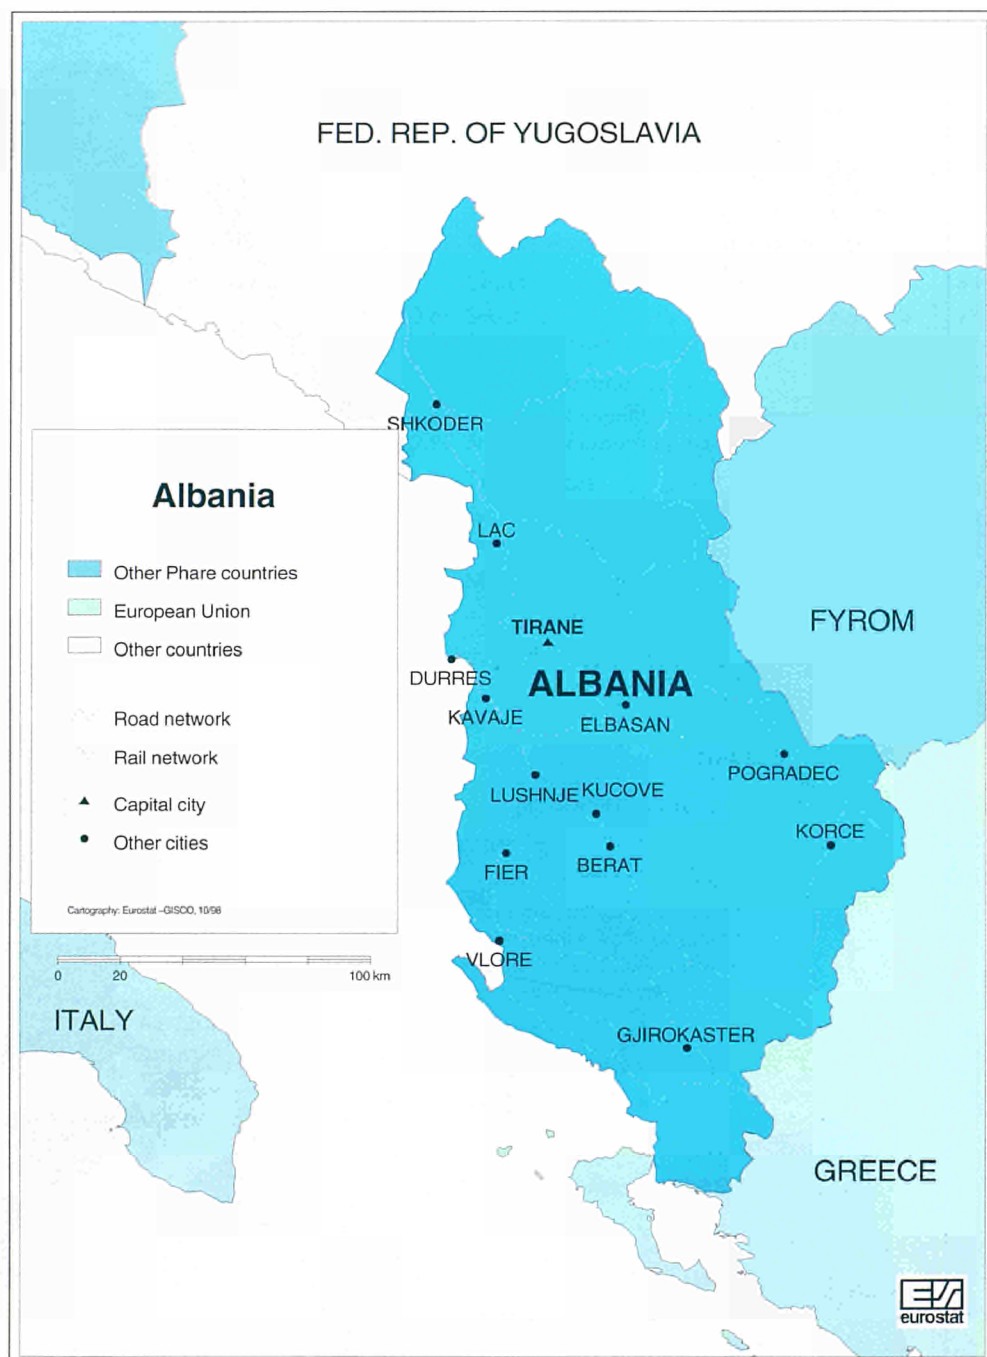 FED. REP. OF YUGOSLAVIA
SHKODER
Albania
Other Phare countries
European Union
Other countries
Road network
Rail network
Capital city
Other cities
Cartography: Eurostat –GISCO, 10/98
0 20 100 km
LAC
TIRANE
FYROM
DURRES
ALBANIA
KAVAJE
ELBASAN
POGRADEC
LUSHNJE
KUCOVE
KORCE
FIER
BERAT
VLORE
ITALY
GJIROKASTER
GREECE
eurostat